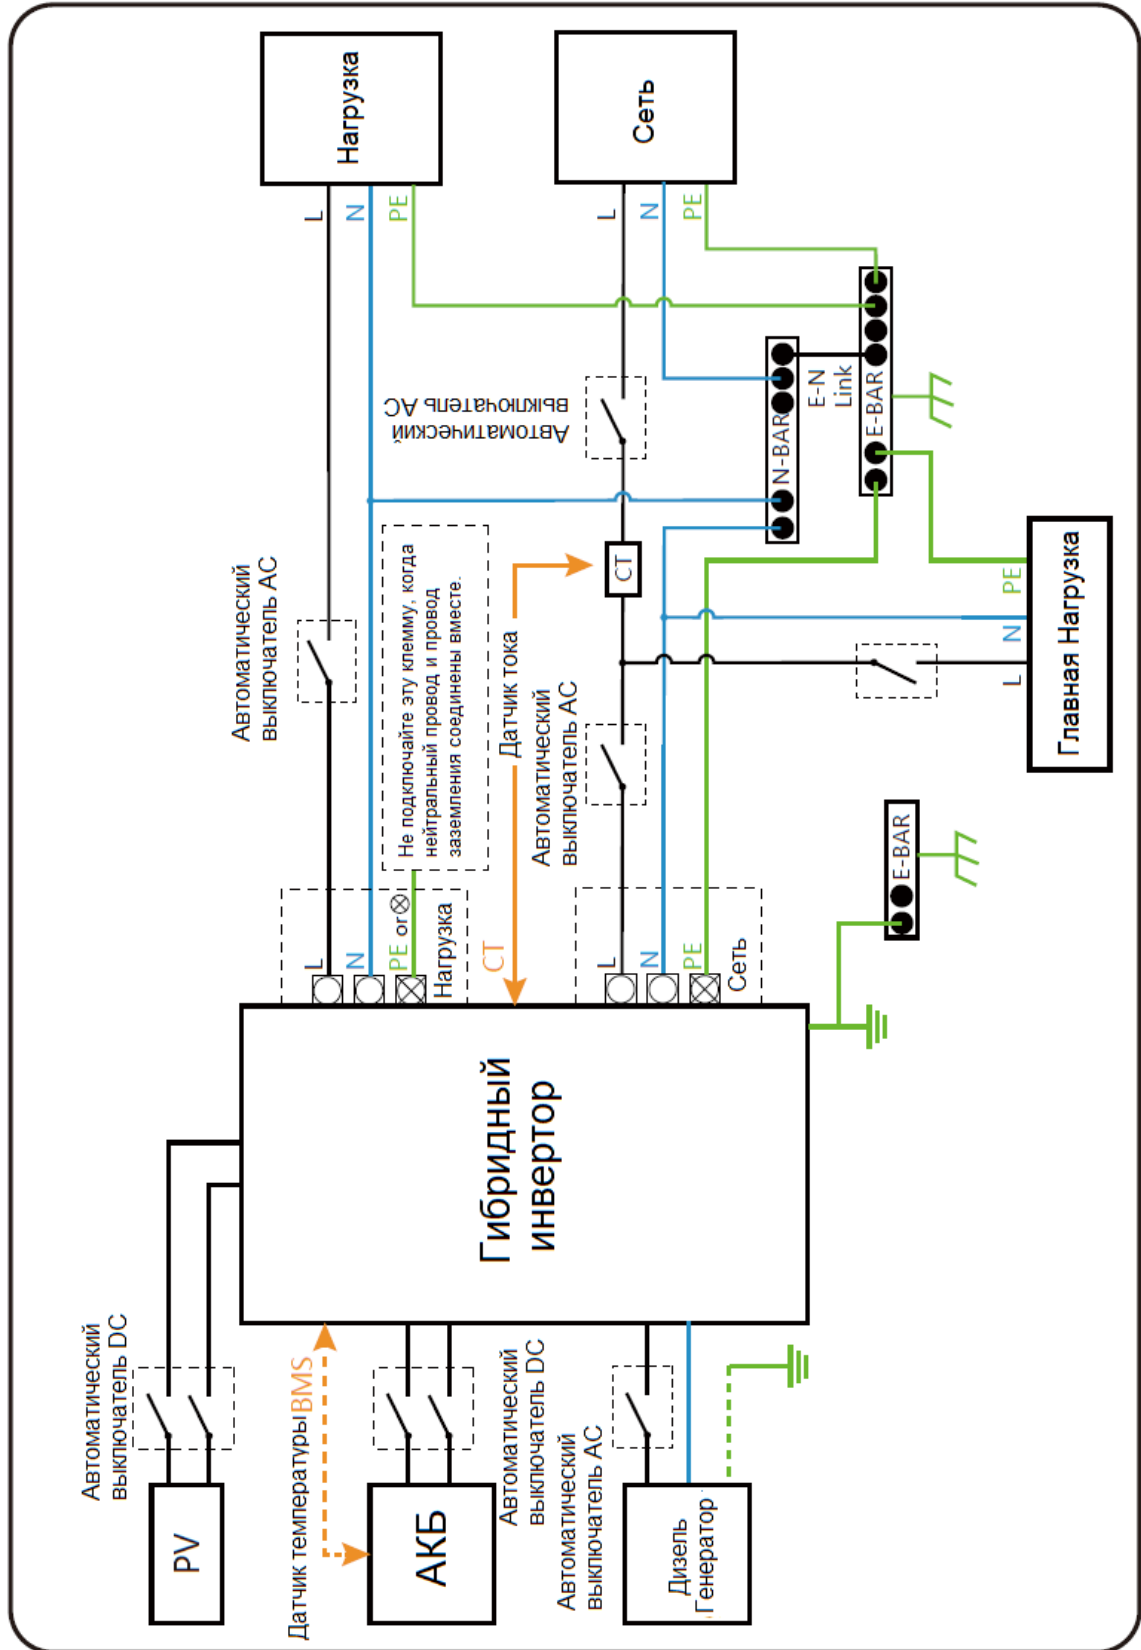 PV
Автоматический
выключатель DC
Датчик температуры
BMS
АКБ
Автоматический
выключатель DC
Дизель
Генератор
Автоматический
выключатель AC
Гибридный
инвертор
L
N
PE or
Нагрузка
Не подключайте эту клемму, когда
нейтральный провод и провод
заземления соединены вместе.
Автоматический
выключатель AC
L
N
PE
Нагрузка
CT
Датчик тока
CT
L
N
PE
Сеть
Автоматический
выключатель AC
Автоматический
выключатель AC
L
N
PE
Сеть
N-BAR
E-N
Link
E-BAR
E-BAR
L
N
PE
Главная Нагрузка